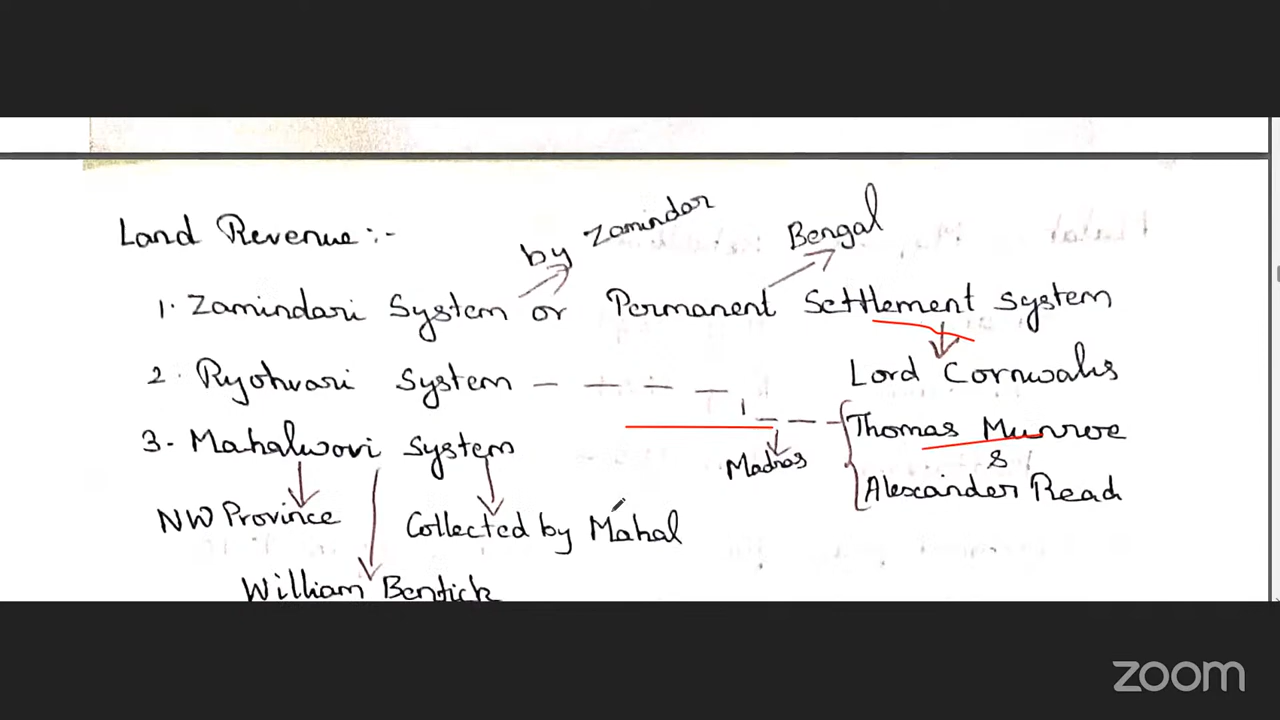 Land Revenue :-
by Zamindar
Bengal
1. Zamindari System or Permanent Settlement system
Lord Cornwalis
2. Ryotwari System
Thomas Munroe
&
Alexander Read
Madras
3. Mahalwori system
NW Province
Collected by Mahal
William Bentick
zoom